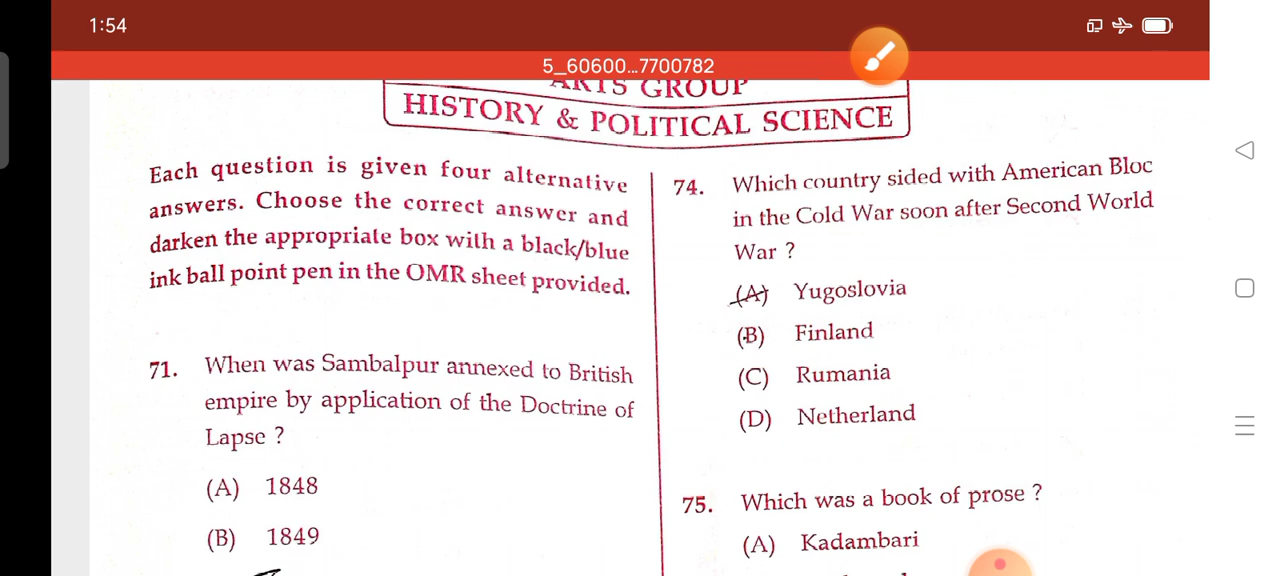 1:54
5_60600...7700782
ARTS GROUP
HISTORY & POLITICAL SCIENCE
Each question is given four alternative
answers. Choose the correct answer and
darken the appropriate box with a black/blue
ink ball point pen in the OMR sheet provided.
71. When was Sambalpur annexed to British
empire by application of the Doctrine of
Lapse ?
(A) 1848
(B) 1849
74. Which country sided with American Bloc
in the Cold War soon after Second World
War ?
(A) Yugoslovia
(B) Finland
(C) Rumania
(D) Netherland
75. Which was a book of prose ?
(A) Kadambari